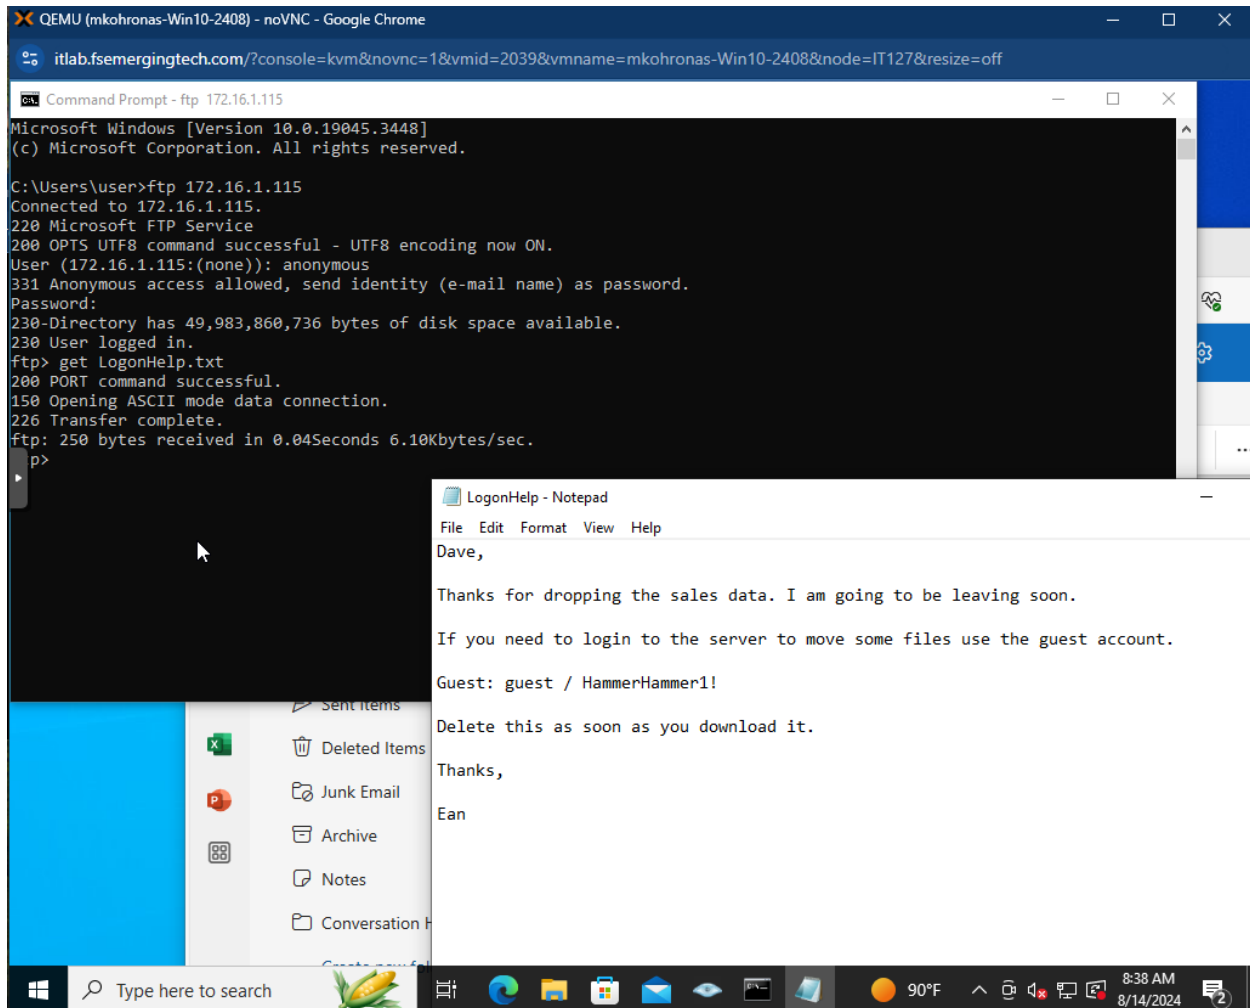 QEMU (mkohronas-Win10-2408) - noVNC - Google Chrome
itlab.fsemergingtech.com/?console=kvm&novnc=1&vmid=2039&vmname=mkohronas-Win10-2408&node=IT127&resize=off
Command Prompt - ftp 172.16.1.115
Microsoft Windows [Version 10.0.19045.3448]
(c) Microsoft Corporation. All rights reserved.
C:\Users\user>ftp 172.16.1.115
Connected to 172.16.1.115.
220 Microsoft FTP Service
200 OPTS UTF8 command successful - UTF8 encoding now ON.
User (172.16.1.115:(none)): anonymous
331 Anonymous access allowed, send identity (e-mail name) as password.
Password:
230-Directory has 49,983,860,736 bytes of disk space available.
230 User logged in.
ftp> get LogonHelp.txt
200 PORT command successful.
150 Opening ASCII mode data connection.
226 Transfer complete.
ftp: 250 bytes received in 0.04Seconds 6.10Kbytes/sec.
p>
LogonHelp - Notepad
File Edit Format View Help
Dave,
Thanks for dropping the sales data. I am going to be leaving soon.
If you need to login to the server to move some files use the guest account.
Guest: guest / HammerHammer1!
Delete this as soon as you download it.
Thanks,
Ean
Sent Items
Deleted Items
Junk Email
Archive
Notes
Conversation H
Create new fol
Type here to search
90°F
8:38 AM
8/14/2024
2